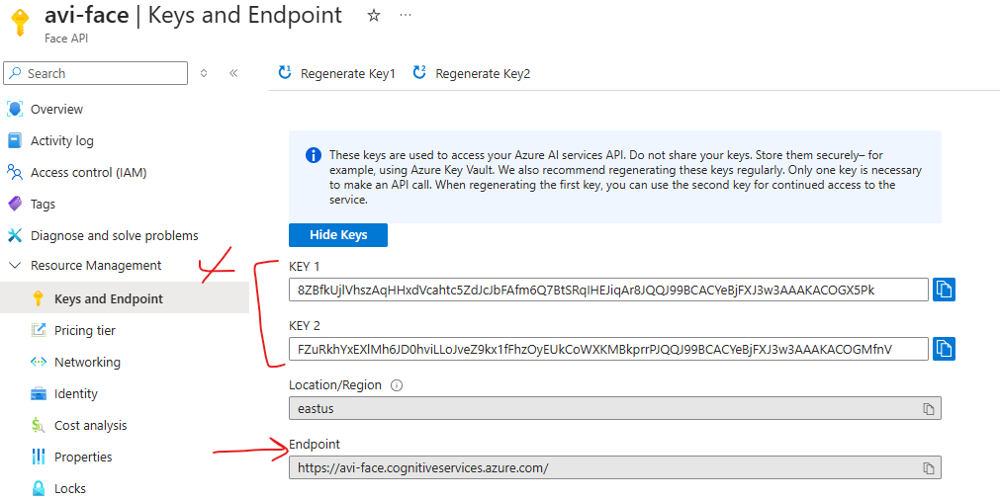 avi-face | Keys and Endpoint
Face API
Search
Regenerate Key1
Regenerate Key2
Overview
Activity log
Access control (IAM)
Tags
Diagnose and solve problems
Resource Management
Keys and Endpoint
Pricing tier
Networking
Identity
Cost analysis
Properties
Locks
These keys are used to access your Azure AI services API. Do not share your keys. Store them securely– for
example, using Azure Key Vault. We also recommend regenerating these keys regularly. Only one key is necessary
to make an API call. When regenerating the first key, you can use the second key for continued access to the
service.
Hide Keys
KEY 1
KEY 2
Location/Region
eastus
Endpoint
https://avi-face.cognitiveservices.azure.com/